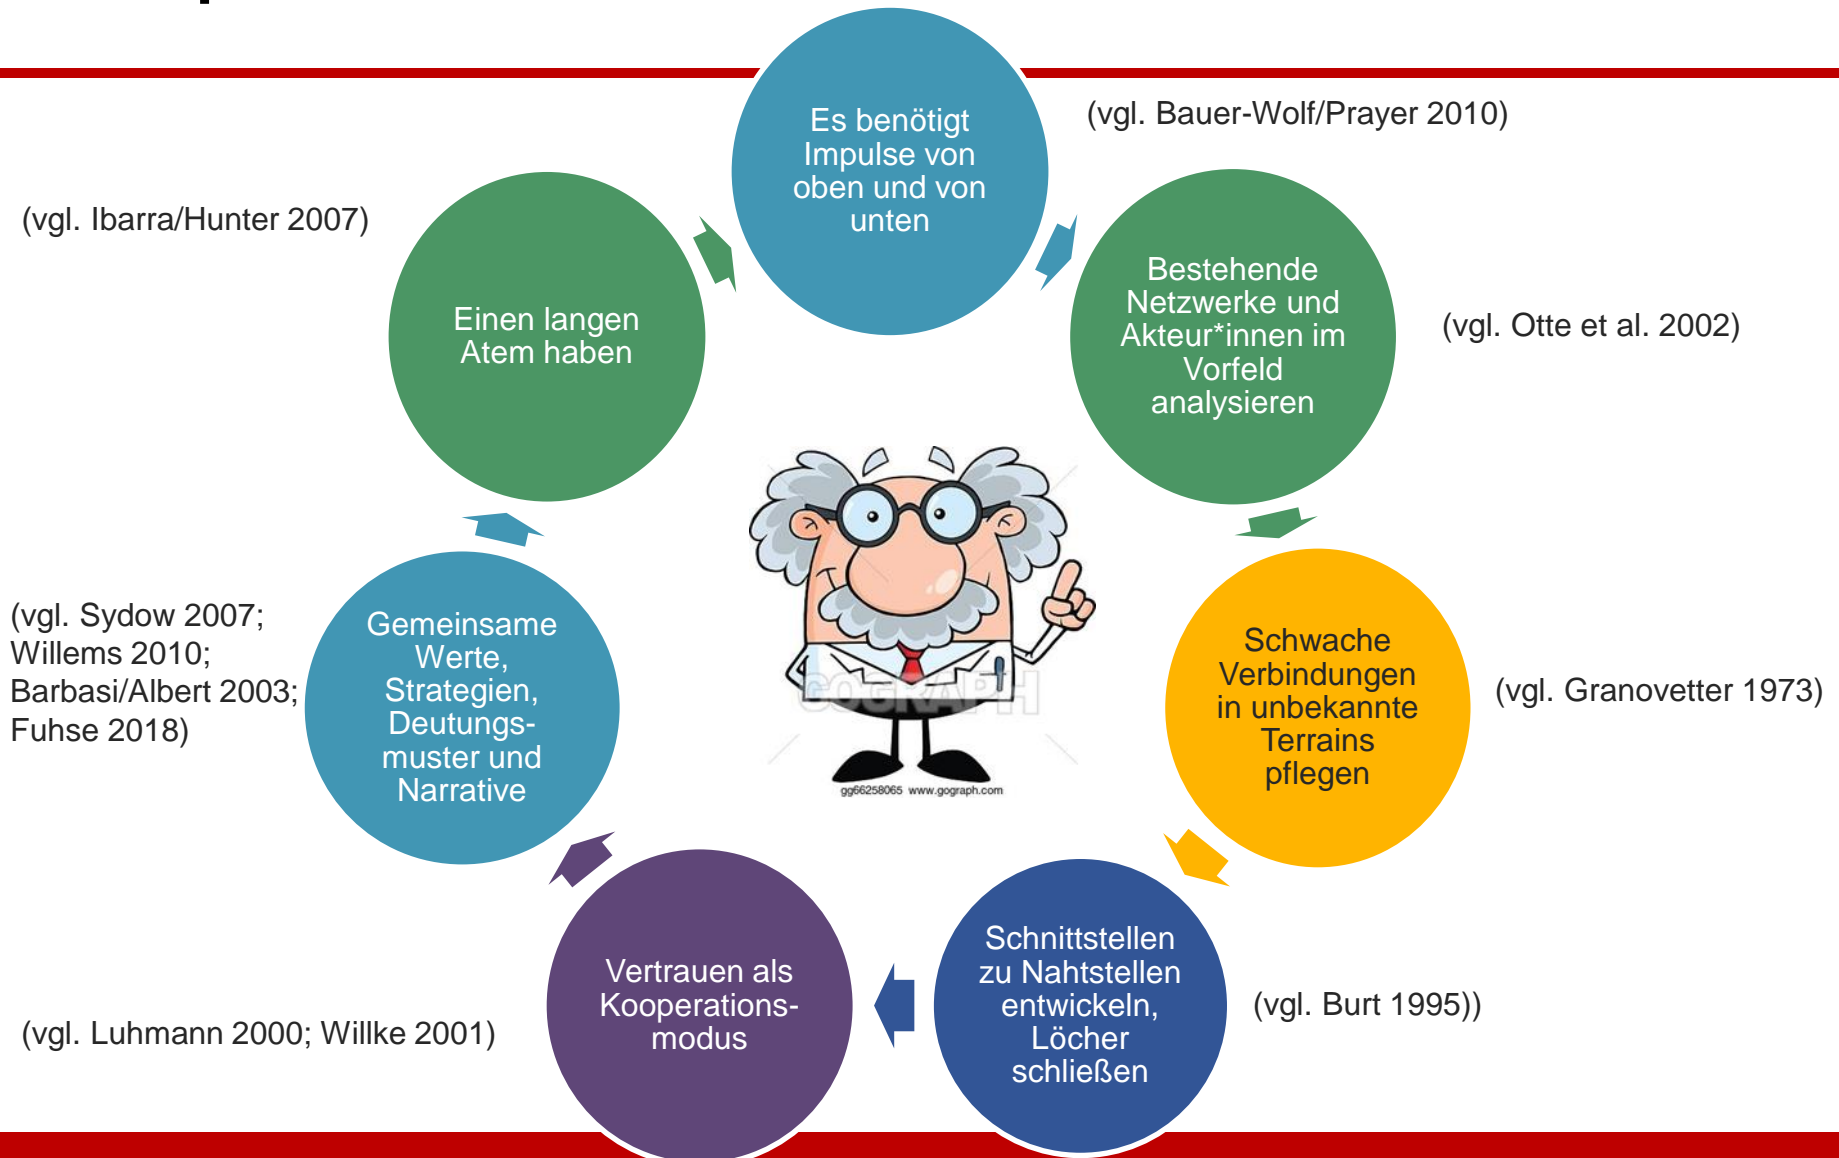 Es benötigt
Impulse von
oben und von
unten
(vgl. Bauer-Wolf/Prayer 2010)
Bestehende
Netzwerke und
Akteur*innen im
Vorfeld
analysieren
(vgl. Otte et al. 2002)
Schwache
Verbindungen
in unbekannte
Terrains
pflegen
(vgl. Granovetter 1973)
Schnittstellen
zu Nahtstellen
entwickeln,
Löcher
schließen
(vgl. Burt 1995))
Vertrauen als
Kooperations-
modus
(vgl. Luhmann 2000; Willke 2001)
Gemeinsame
Werte,
Strategien,
Deutungs-
muster und
Narrative
(vgl. Sydow 2007;
Willems 2010;
Barbasi/Albert 2003;
Fuhse 2018)
Einen langen
Atem haben
(vgl. Ibarra/Hunter 2007)
GOGRAPH
gg66258065 www.gograph.com